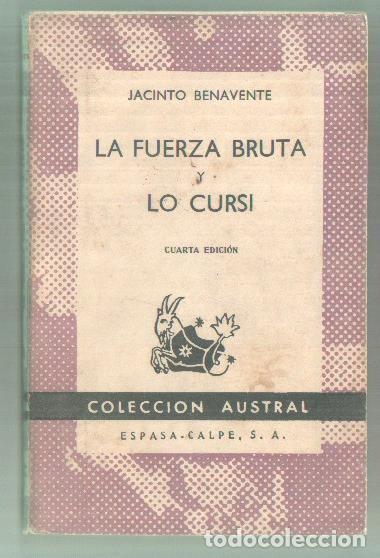 JACINTO BENAVENTE
LA FUERZA BRUTA
Y
LO CURSI
CUARTA EDICIÓN
COLECCION AUSTRAL
ESPASA-CALPE, S. A.
todocoleccion